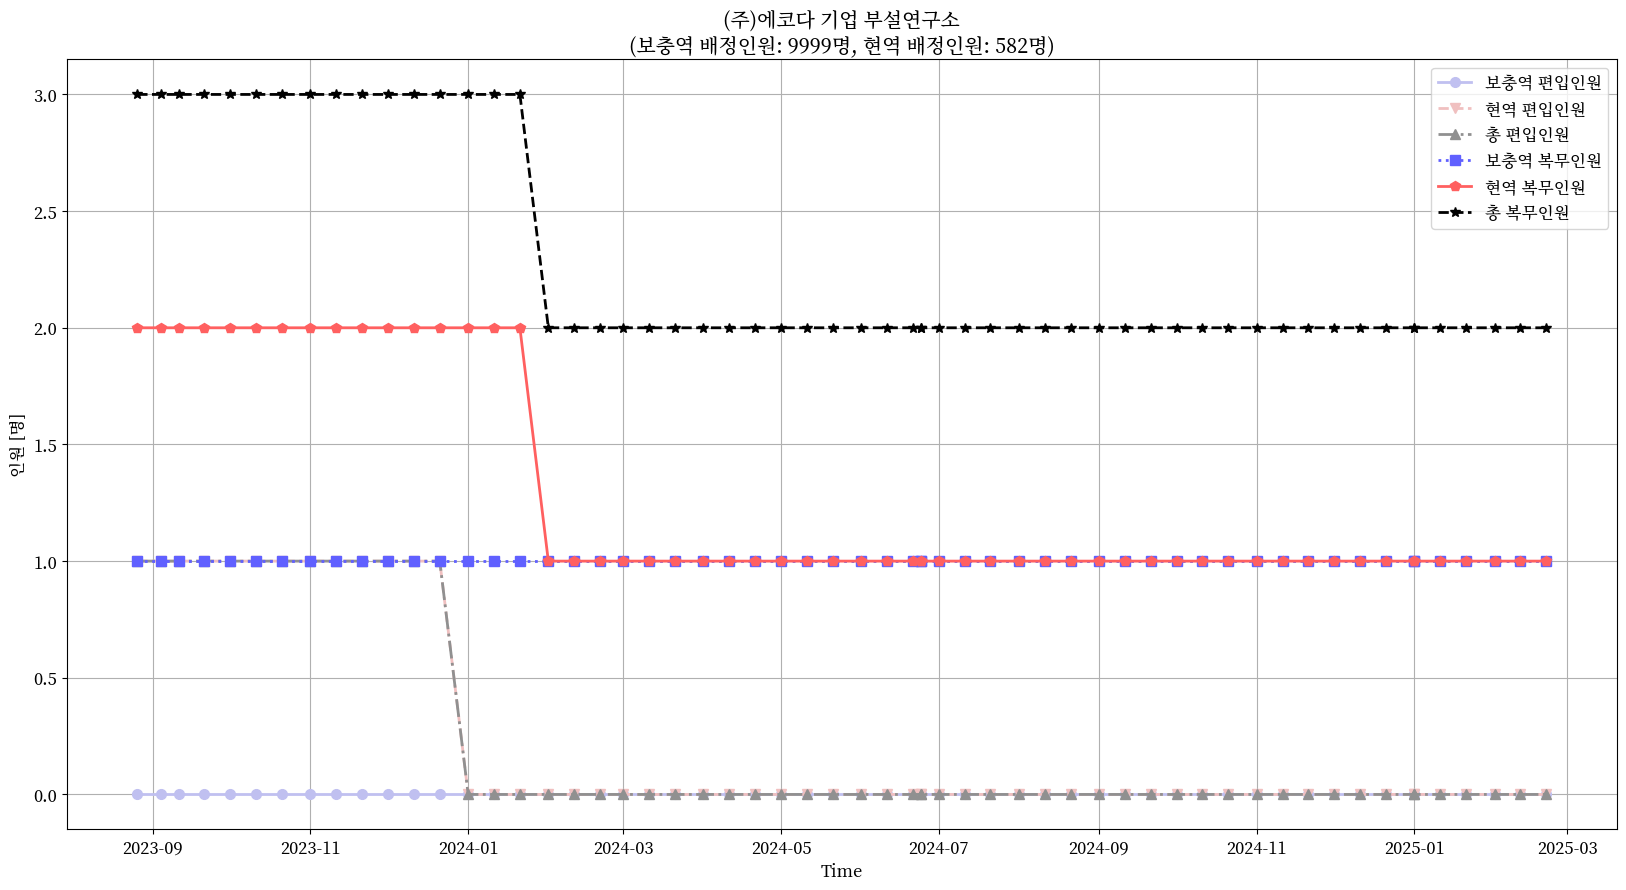 (주)에코다 기업 부설연구소
(보충역 배정인원: 9999명, 현역 배정인원: 582명)
보충역 편입인원
현역 편입인원
총 편입인원
보충역 복무인원
현역 복무인원
총 복무인원
인원 [명]
3.0
2.5
2.0
1.5
1.0
0.5
0.0
2023-09
2023-11
2024-01
2024-03
2024-05
2024-07
2024-09
2024-11
2025-01
2025-03
Time